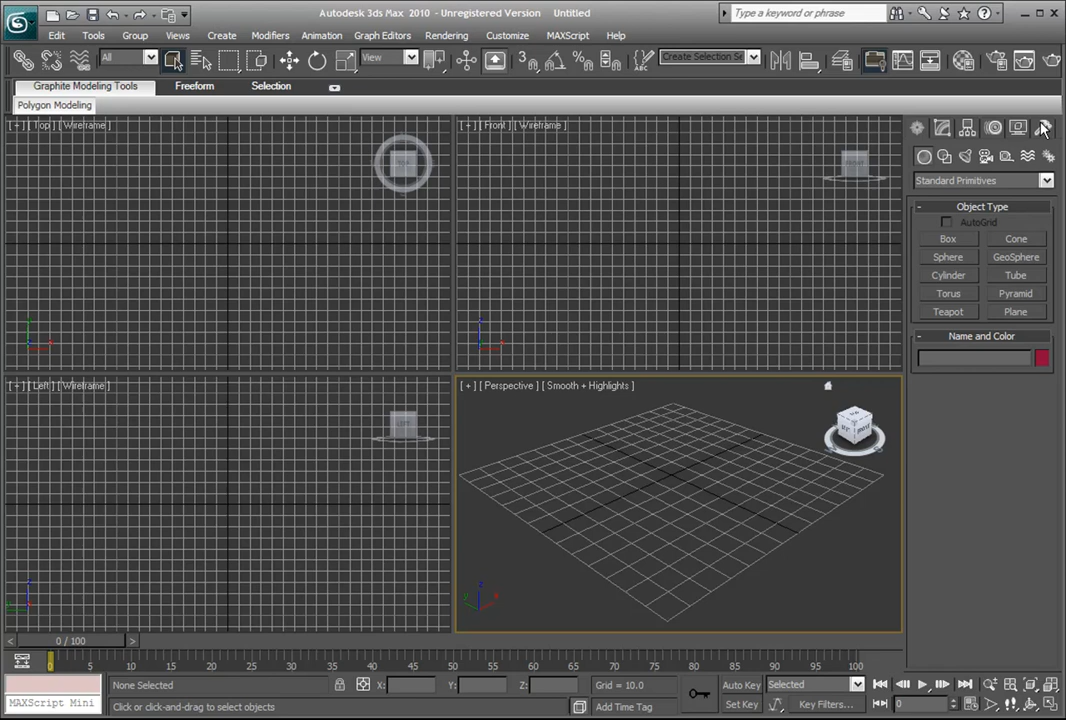 Autodesk 3ds Max 2010 - Unregistered Version Untitled
Type a keyword or phrase
Edit Tools Group Views Create Modifiers Animation Graph Editors Rendering Customize MAXScript Help
All
View
3
Create Selection Se
Graphite Modeling Tools Freeform Selection
Polygon Modeling
[ + ] [ Top ] [ Wireframe ]
[ + ] [ Front ] [ Wireframe ]
Standard Primitives
- Object Type
AutoGrid
Box Cone
Sphere GeoSphere
Cylinder Tube
Torus Pyramid
Teapot Plane
- Name and Color
[ + ] [ Left ] [ Wireframe ]
[ + ] [ Perspective ] [ Smooth + Highlights ]
< 0 / 100 >
0 5 10 15 20 25 30 35 40 45 50 55 60 65 70 75 80 85 90 95 100
None Selected X: Y: Z: Grid = 10.0 Auto Key Selected
MAXScript Mini Click or click-and-drag to select objects Add Time Tag Set Key Key Filters... 0